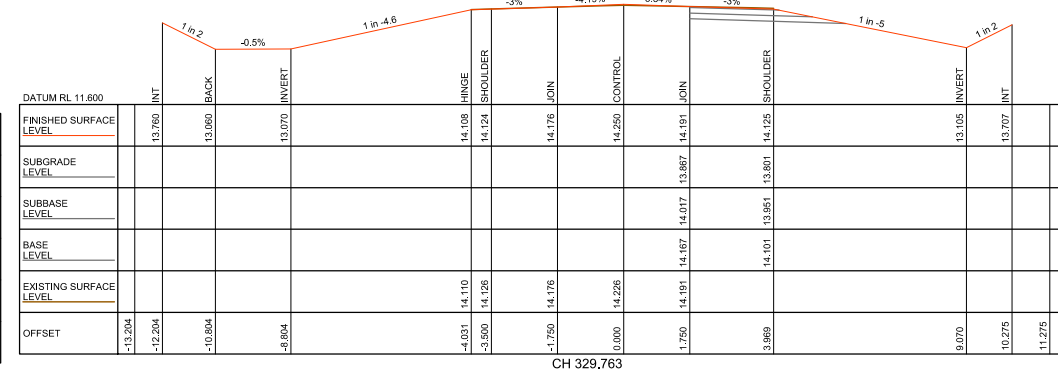 -3%
-3%
1 in 2
-0.5%
1 in -4.6
1 in -5
1 in 2
DATUM RL 11.600
INT
BACK
INVERT
HINGE
SHOULDER
JOIN
CONTROL
JOIN
SHOULDER
INVERT
INT
FINISHED SURFACE
LEVEL
13.760
13.060
13.070
14.108
14.124
14.176
14.250
14.191
14.125
13.105
13.707
SUBGRADE
LEVEL
13.867
13.801
SUBBASE
LEVEL
14.017
13.951
BASE
LEVEL
14.167
14.101
EXISTING SURFACE
LEVEL
14.110
14.126
14.176
14.226
14.191
OFFSET
-13.204
-12.204
-10.804
-8.804
-4.031
-3.500
-1.750
0.000
1.750
3.969
9.070
10.275
11.275
CH 329.763